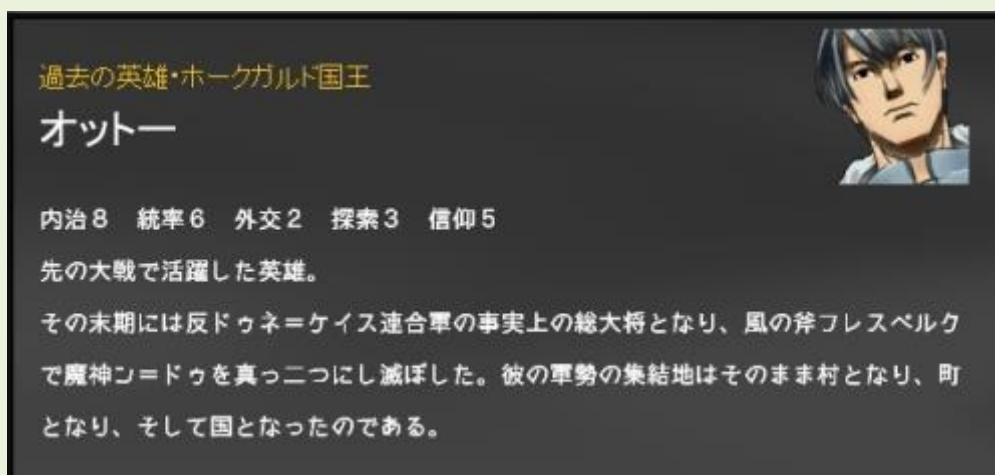 過去の英雄・ホークガルド国王
オットー
内治8 統率6 外交2 探索3 信仰5
先の大戦で活躍した英雄。
その末期には反ドゥネ＝ケイス連合軍の事実上の総大将となり、風の斧フレスベルク
で魔神ン＝ドゥを真っ二つにし滅ぼした。彼の軍勢の集結地はそのまま村となり、町
となり、そして国となったのである。